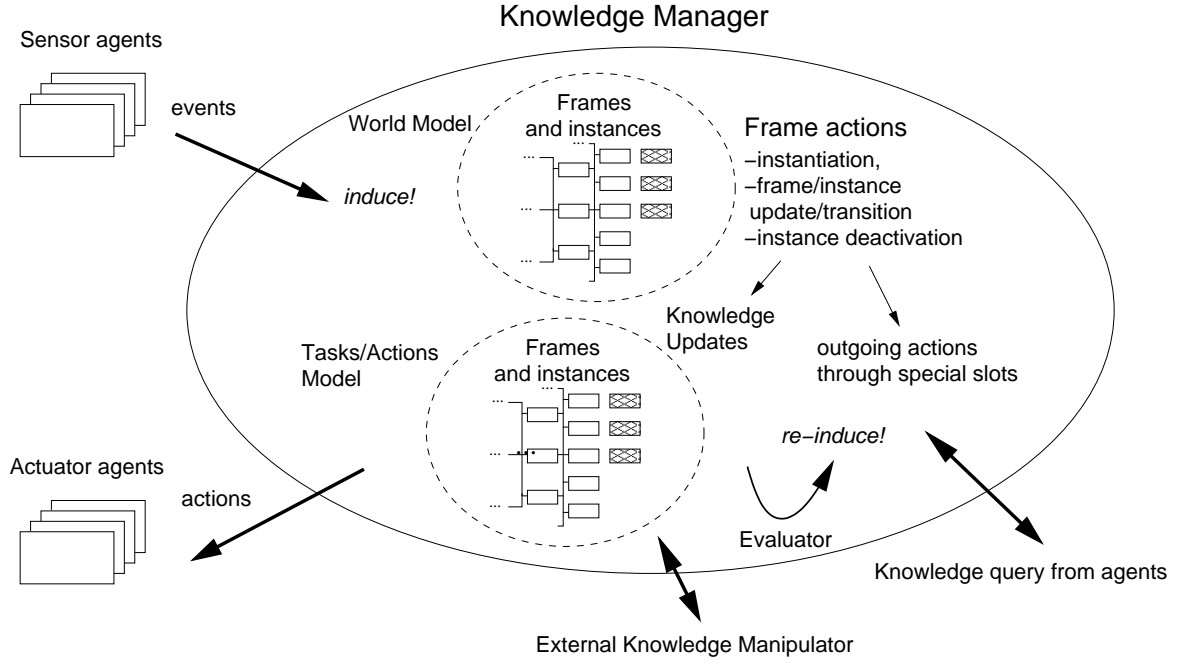 Knowledge Manager
Sensor agents
events
World Model
Frames
and instances
...
...
...
...
induce!
Frame actions
–instantiation,
–frame/instance
update/transition
–instance deactivation
Knowledge
Updates
outgoing actions
through special slots
Tasks/Actions
Model
Frames
and instances
...
...
...
...
re–induce!
Evaluator
Actuator agents
actions
Knowledge query from agents
External Knowledge Manipulator